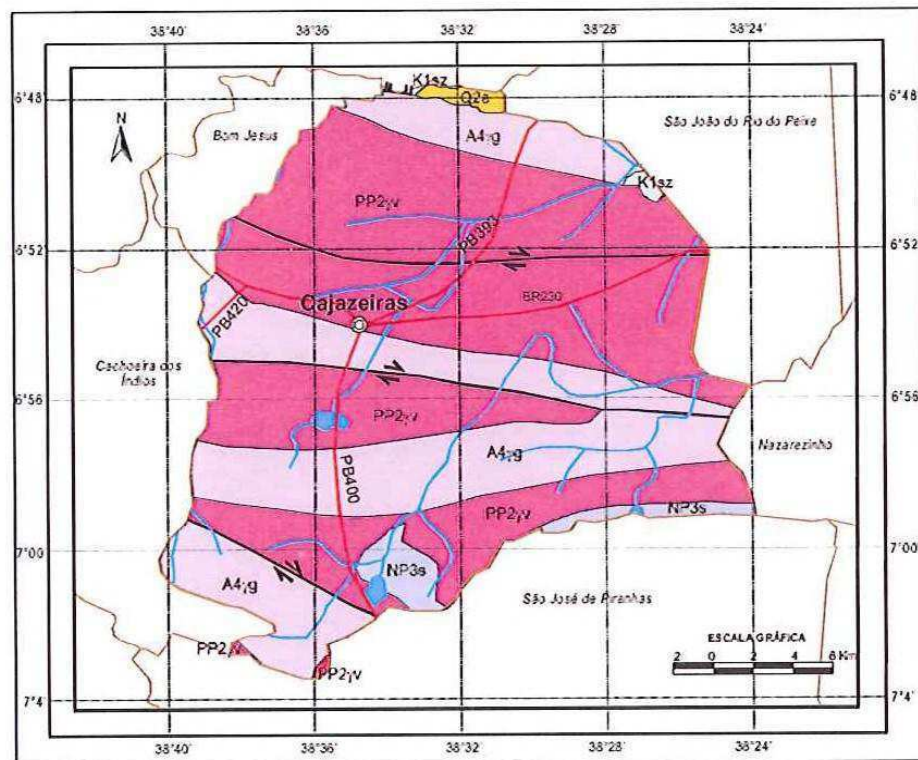 38°40' 38°36' 38°32' 38°28' 38°24'
K1sz
6°48' Q2e 6°48'
N Bom Jesus A4γg São João do Rio do Peixe
K1sz
PP2γv
PB393
6°52' 6°52'
BR230
Cajazeiras
PB420
Cachoeira dos
Índios
6°56' PP2γv 6°56'
A4γg Nazarezinho
PB400
PP2γv NP3s
7°00' 7°00'
NP3s
A4γg São José de Piranhas
ESCALA GRÁFICA
PP2γv
PP2γv 2 0 2 4 6 Km
7°4' 7°4'
38°40' 38°36' 38°32' 38°28' 38°24'